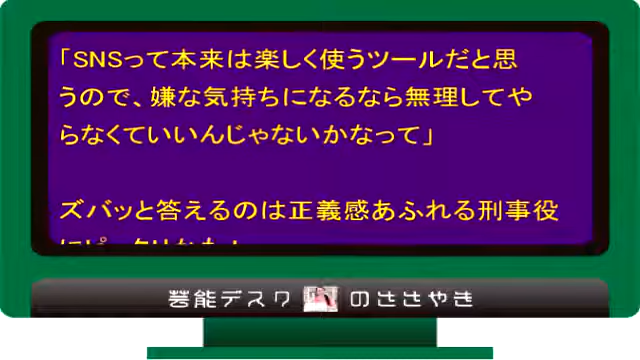 「SNSって本来は楽しく使うツールだと思
うので、嫌な気持ちになるなら無理してや
らなくていいんじゃないかなって」
ズバッと答えるのは正義感あふれる刑事役
芸能デスク のささやき